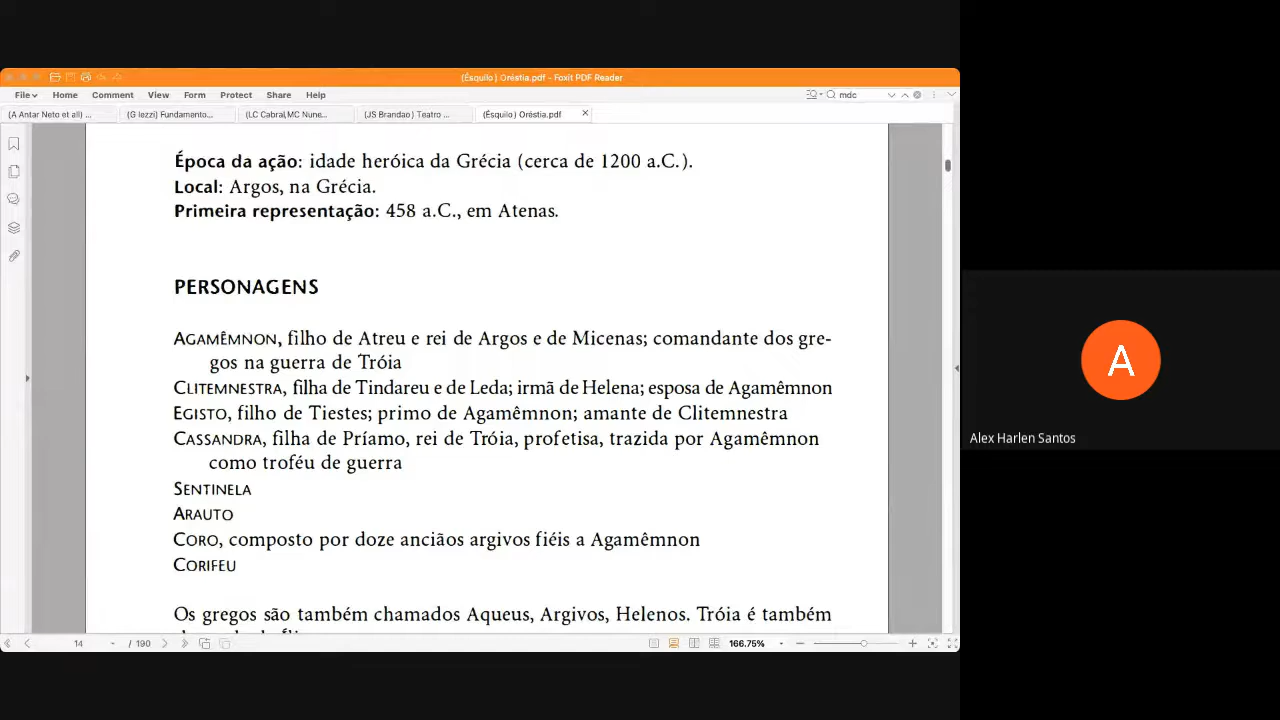 (Ésquilo) Oréstia.pdf - Foxit PDF Reader
File Home Comment View Form Protect Share Help
mdc
(A Antar Neto et all) ... (G Iezzi) Fundamento... (LC Cabral,MC Nune... (JS Brandao) Teatro ... (Ésquilo) Oréstia.pdf
Época da ação: idade heróica da Grécia (cerca de 1200 a.C.).
Local: Argos, na Grécia.
Primeira representação: 458 a.C., em Atenas.
PERSONAGENS
AGAMÊMNON, filho de Atreu e rei de Argos e de Micenas; comandante dos gre-
gos na guerra de Tróia
CLITEMNESTRA, filha de Tindareu e de Leda; irmã de Helena; esposa de Agamêmnon
EGISTO, filho de Tiestes; primo de Agamêmnon; amante de Clitemnestra
CASSANDRA, filha de Príamo, rei de Tróia, profetisa, trazida por Agamêmnon
como troféu de guerra
SENTINELA
ARAUTO
CORO, composto por doze anciãos argivos fiéis a Agamêmnon
CORIFEU
Os gregos são também chamados Aqueus, Argivos, Helenos. Tróia é também
14 / 190
166.75%
A
Alex Harlen Santos